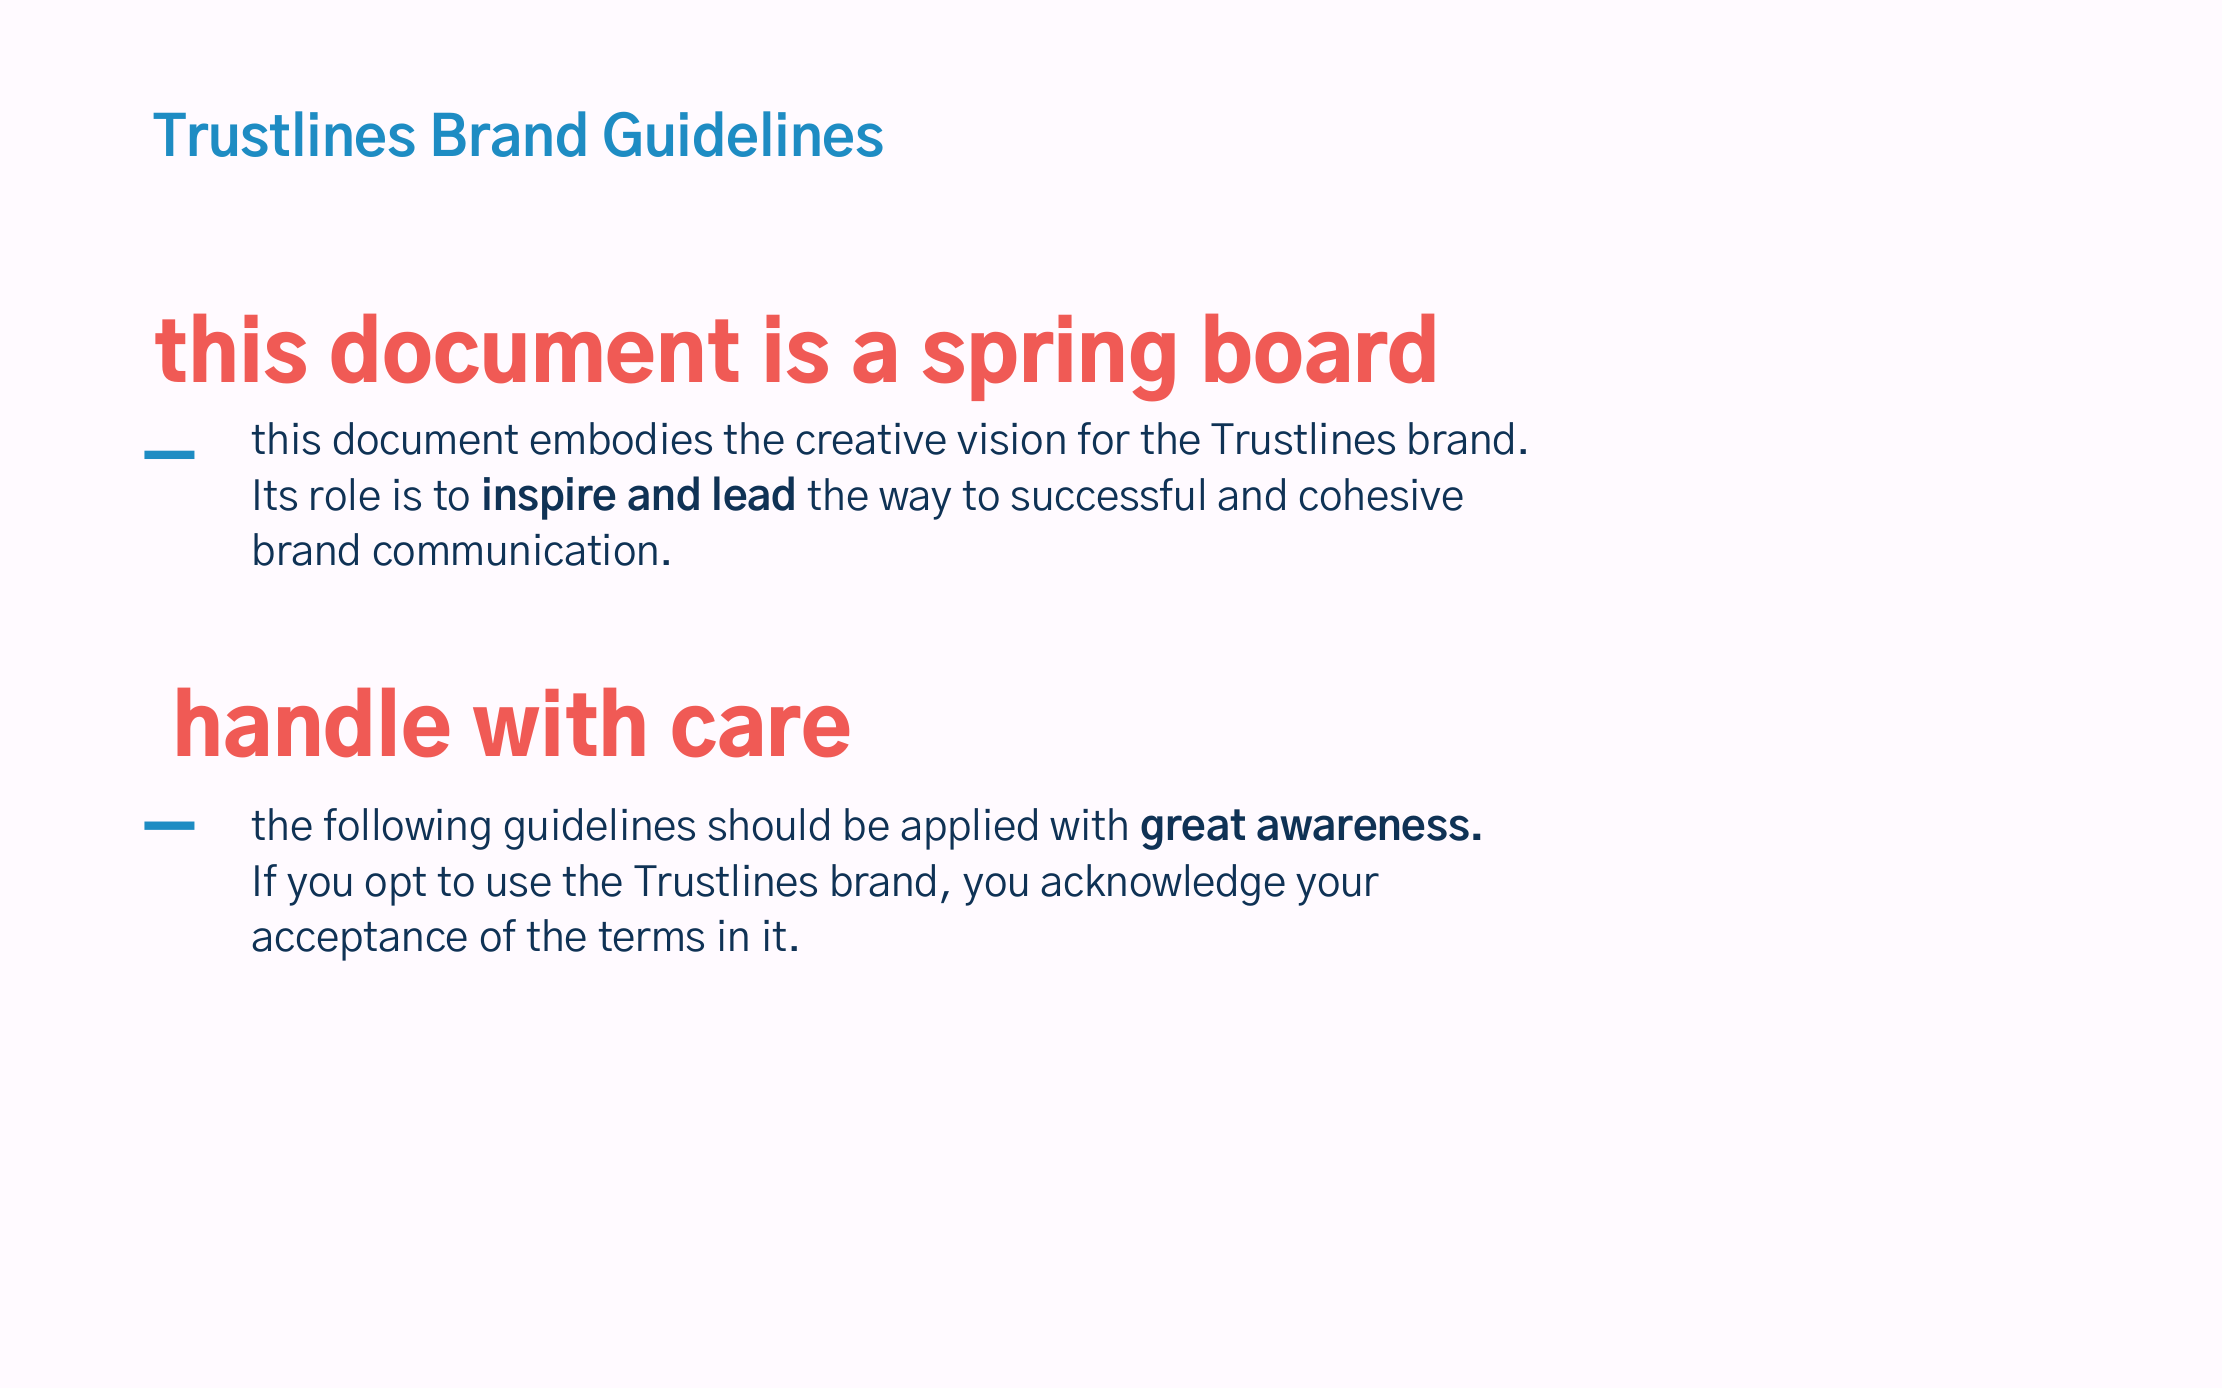 Trustlines Brand Guidelines
this document is a spring board
this document embodies the creative vision for the Trustlines brand.
Its role is to inspire and lead the way to successful and cohesive
brand communication.
handle with care
the following guidelines should be applied with great awareness.
If you opt to use the Trustlines brand, you acknowledge your
acceptance of the terms in it.